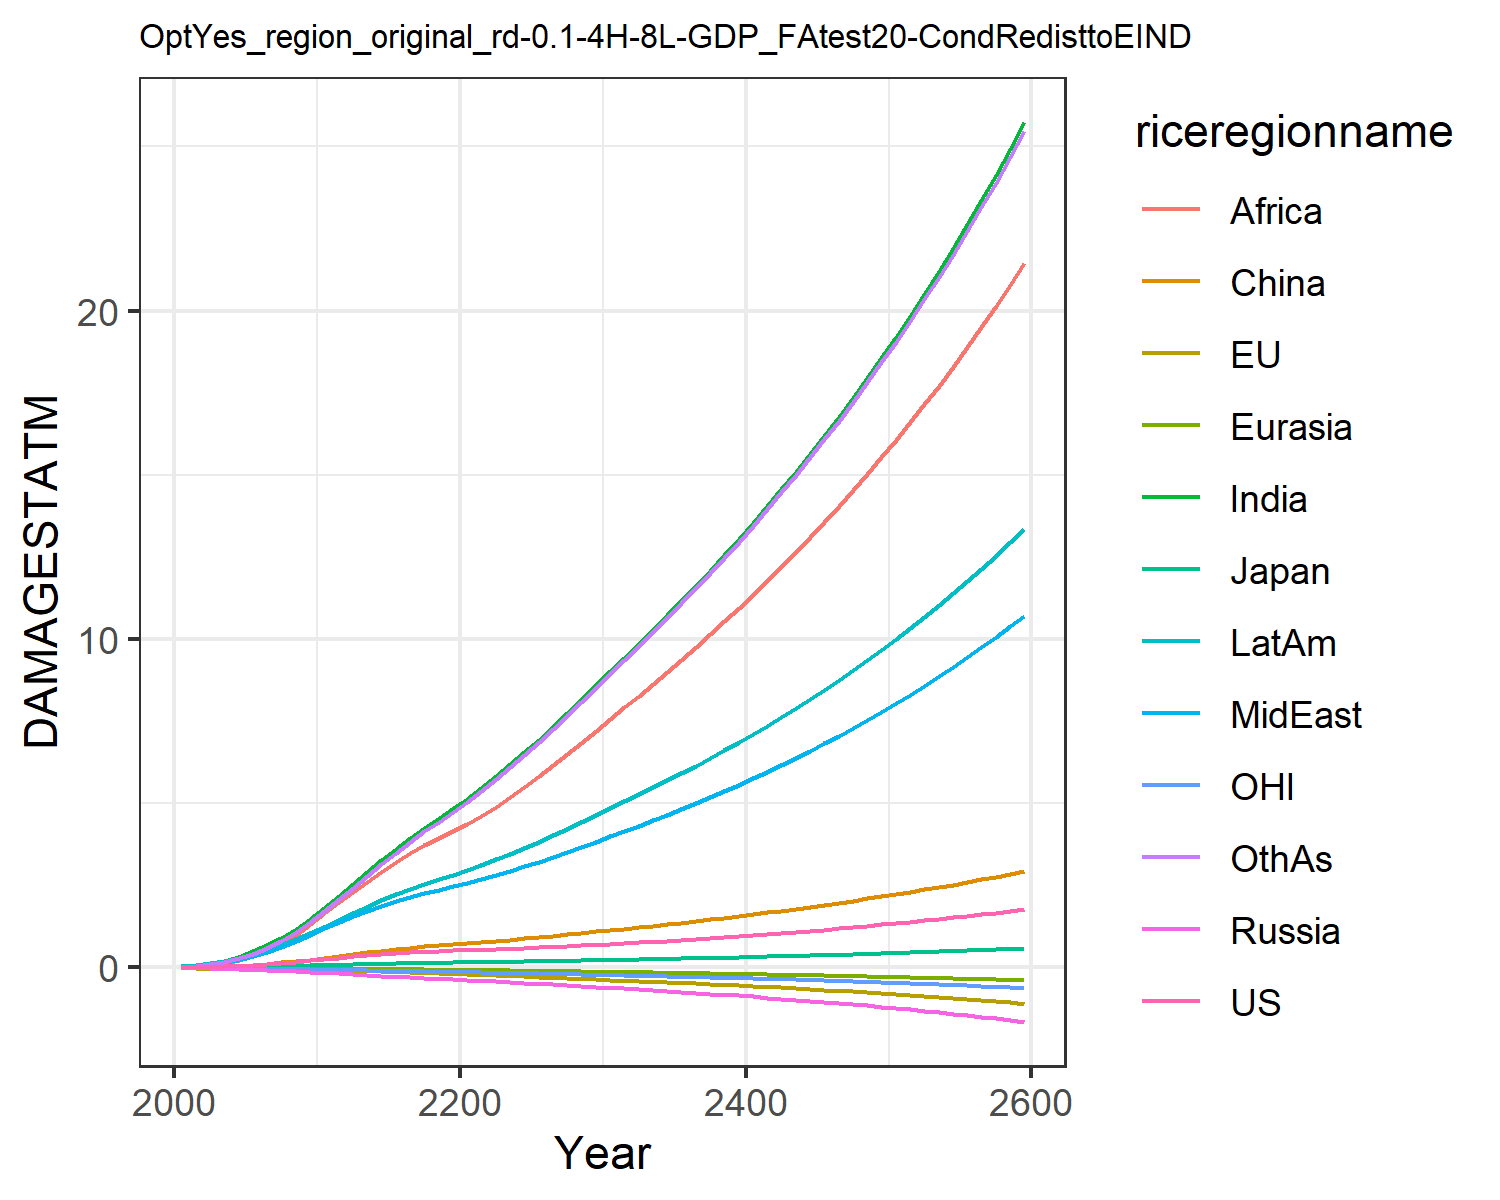 OptYes_region_original_rd-0.1-4H-8L-GDP_FAtest20-CondRedisttoEIND
DAMAGESTATM
20
10
0
2000 2200 2400 2600
Year
riceregionname
Africa
China
EU
Eurasia
India
Japan
LatAm
MidEast
OHI
OthAs
Russia
US